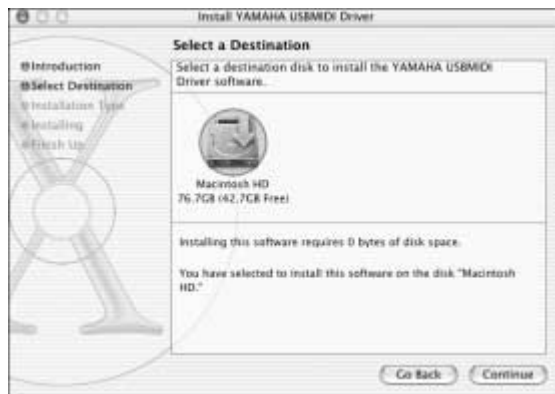 Install YAMAHA USBMIDI Driver
Select a Destination
Introduction
Select Destination
Installation Type
Installing
Finish Up
Select a destination disk to install the YAMAHA USBMIDI
Driver software.
Macintosh HD
76.7GB (42.7GB Free)
Installing this software requires 0 bytes of disk space.
You have selected to install this software on the disk "Macintosh
HD."
Go Back
Continue